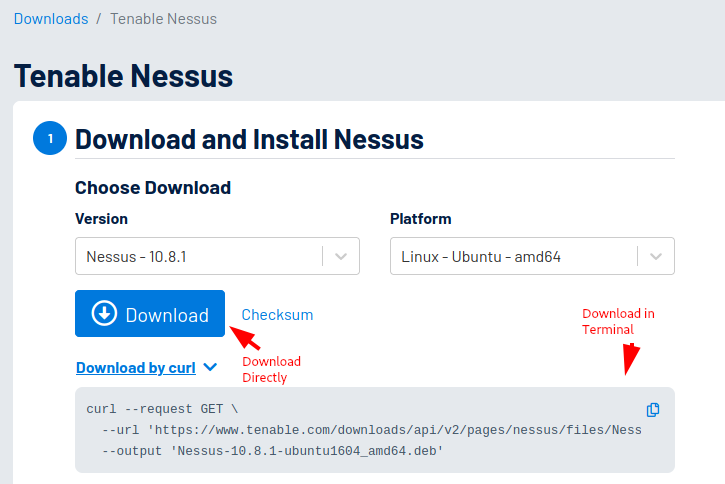 Downloads / Tenable Nessus
Tenable Nessus
1 Download and Install Nessus
Choose Download
Version Platform
Nessus - 10.8.1 Linux - Ubuntu - amd64
Download Checksum
Download in
Terminal
Download
Directly
Download by curl
curl --request GET \
--url 'https://www.tenable.com/downloads/api/v2/pages/nessus/files/Ness
--output 'Nessus-10.8.1-ubuntu1604_amd64.deb'